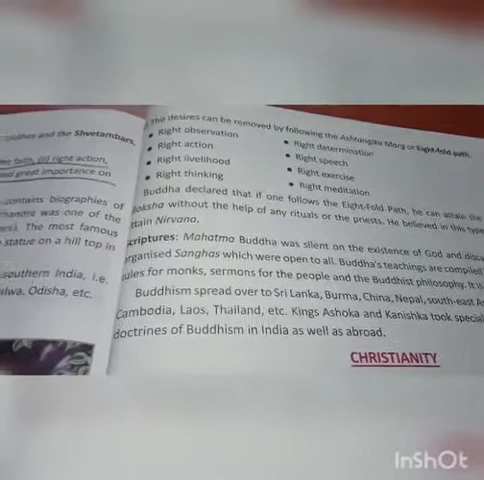 clothes and the Shvetambars,
the faith, (ii) right action,
and great importance on
contains biographies of
was one of the
The most famous
statue on a hill top in
southern India, i.e.
Odisha, etc.
The desires can be removed by following the Ashtangika Marg or Eight-fold path.
• Right observation
• Right determination
• Right action
• Right speech
• Right livelihood
• Right exercise
• Right thinking
• Right meditation
Buddha declared that if one follows the Eight-Fold Path, he can attain the
Moksha without the help of any rituals or the priests. He believed in this type
Nirvana.
Scriptures: Mahatma Buddha was silent on the existence of God and
organised Sanghas which were open to all. Buddha's teachings are compiled
rules for monks, sermons for the people and the Buddhist philosophy. It is
Buddhism spread over to Sri Lanka, Burma, China, Nepal, south-east
Cambodia, Laos, Thailand, etc. Kings Ashoka and Kanishka took special
doctrines of Buddhism in India as well as abroad.
CHRISTIANITY
InShOt